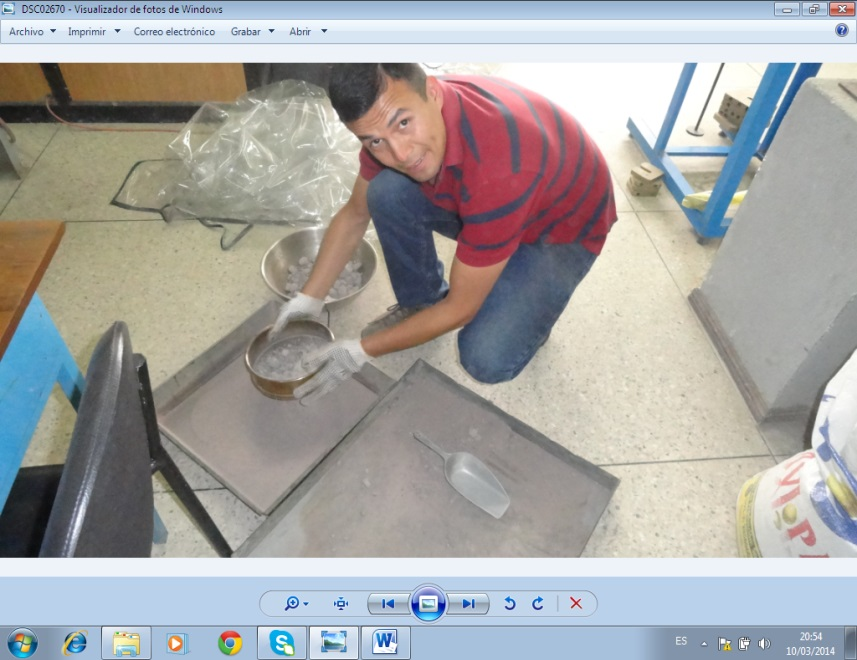 DSC02670 - Visualizador de fotos de Windows
Archivo Imprimir Correo electrónico Grabar Abrir
ES
20:54
10/03/2014